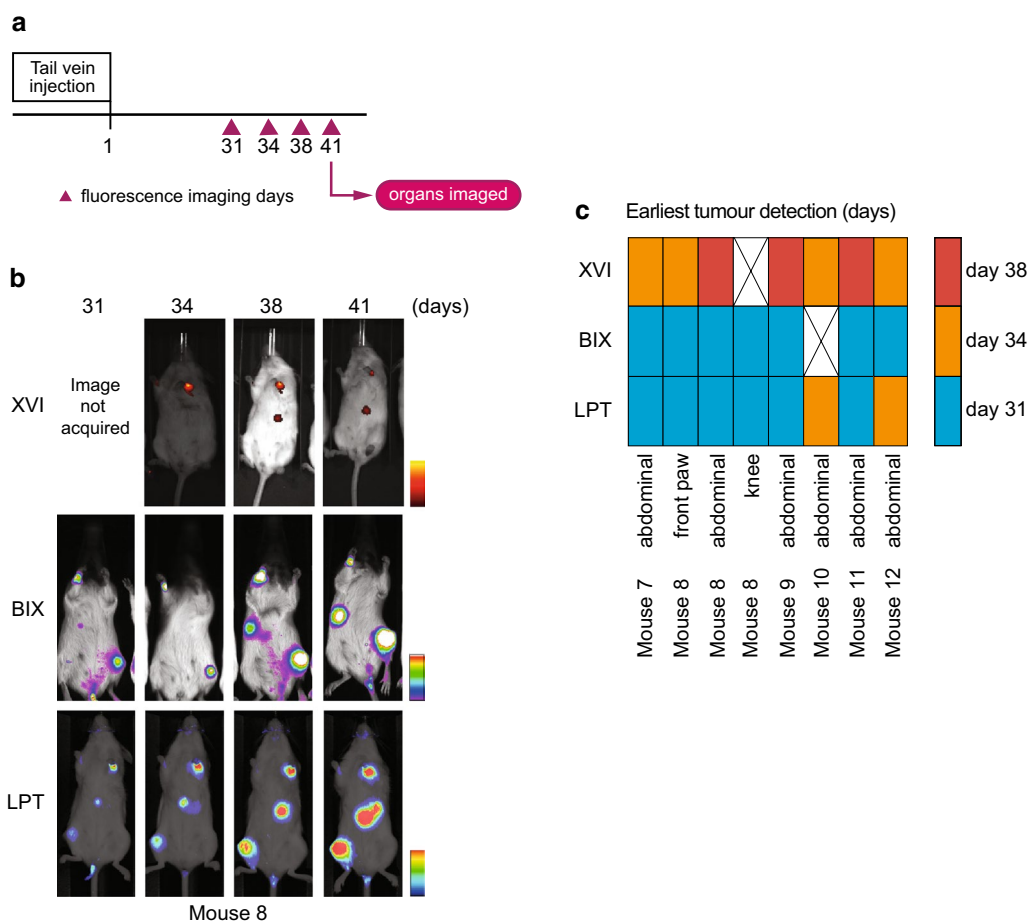 a
Tail vein
injection
1
31
34
38
41
fluorescence imaging days
organs imaged
b
31
34
38
41
(days)
XVI
Image
not
acquired
BIX
LPT
Mouse 8
c
Earliest tumour detection (days)
XVI
BIX
LPT
day 38
day 34
day 31
abdominal
front paw
abdominal
knee
abdominal
abdominal
abdominal
abdominal
Mouse 7
Mouse 8
Mouse 8
Mouse 8
Mouse 9
Mouse 10
Mouse 11
Mouse 12